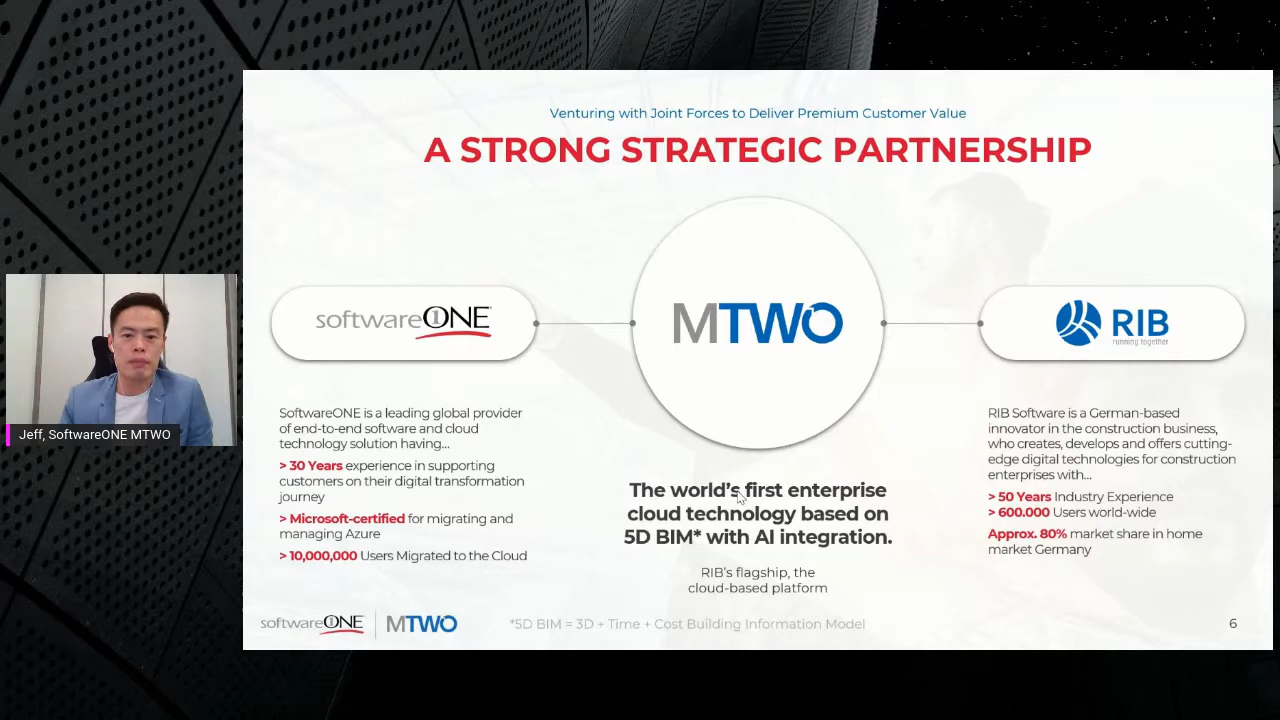 Venturing with Joint Forces to Deliver Premium Customer Value
A STRONG STRATEGIC PARTNERSHIP
softwareONE
MTWO
RIB
running together
SoftwareONE is a leading global provider
of end-to-end software and cloud
technology solution having...
> 30 Years experience in supporting
customers on their digital transformation
journey
> Microsoft-certified for migrating and
managing Azure
> 10,000,000 Users Migrated to the Cloud
The world's first enterprise
cloud technology based on
5D BIM* with AI integration.
RIB's flagship, the
cloud-based platform
RIB Software is a German-based
innovator in the construction business,
who creates, develops and offers cutting-
edge digital technologies for construction
enterprises with...
> 50 Years Industry Experience
> 600.000 Users world-wide
Approx. 80% market share in home
market Germany
Jeff, SoftwareONE MTWO
softwareONE MTWO
*5D BIM = 3D + Time + Cost Building Information Model
6